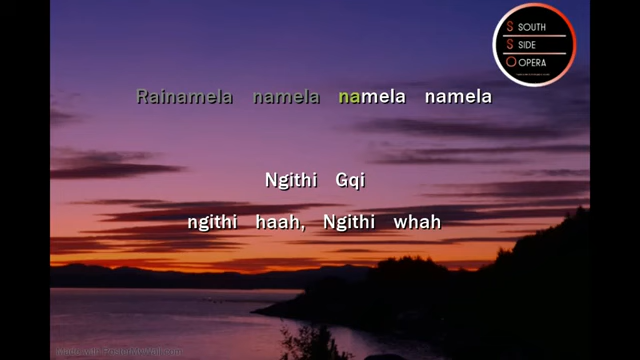 S SOUTH
S SIDE
O OPERA
Rainamela namela namela namela
Ngithi Gqi
ngithi haah, Ngithi whah